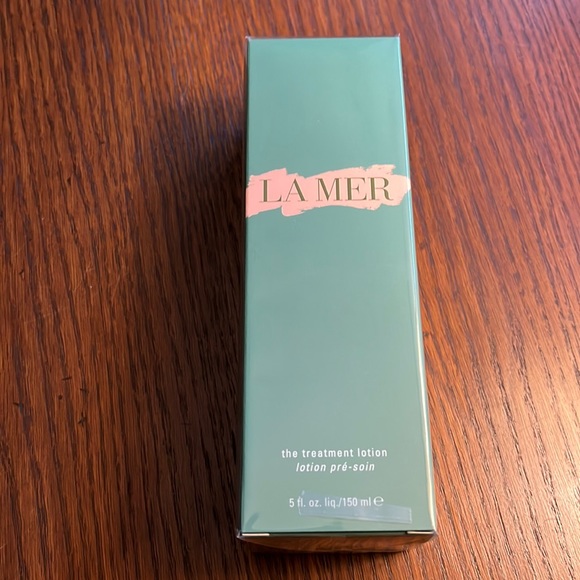 LA MER
the treatment lotion
lotion pré-soin
5 fl. oz. liq./150 ml ℮